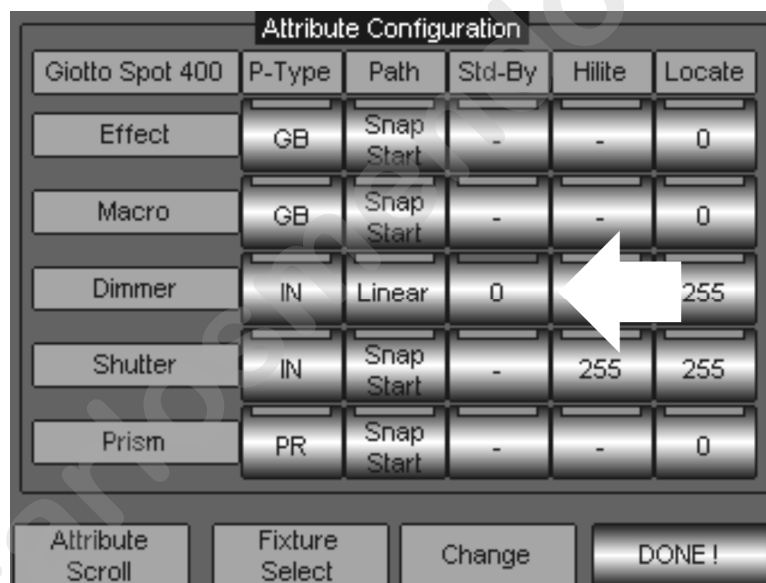 Attribute Configuration
Giotto Spot 400 P-Type Path Std-By Hilite Locate
Effect GB Snap Start - - 0
Macro GB Snap Start - - 0
Dimmer IN Linear 0 255
Shutter IN Snap Start - 255 255
Prism PR Snap Start - - 0
Attribute Scroll Fixture Select Change DONE !